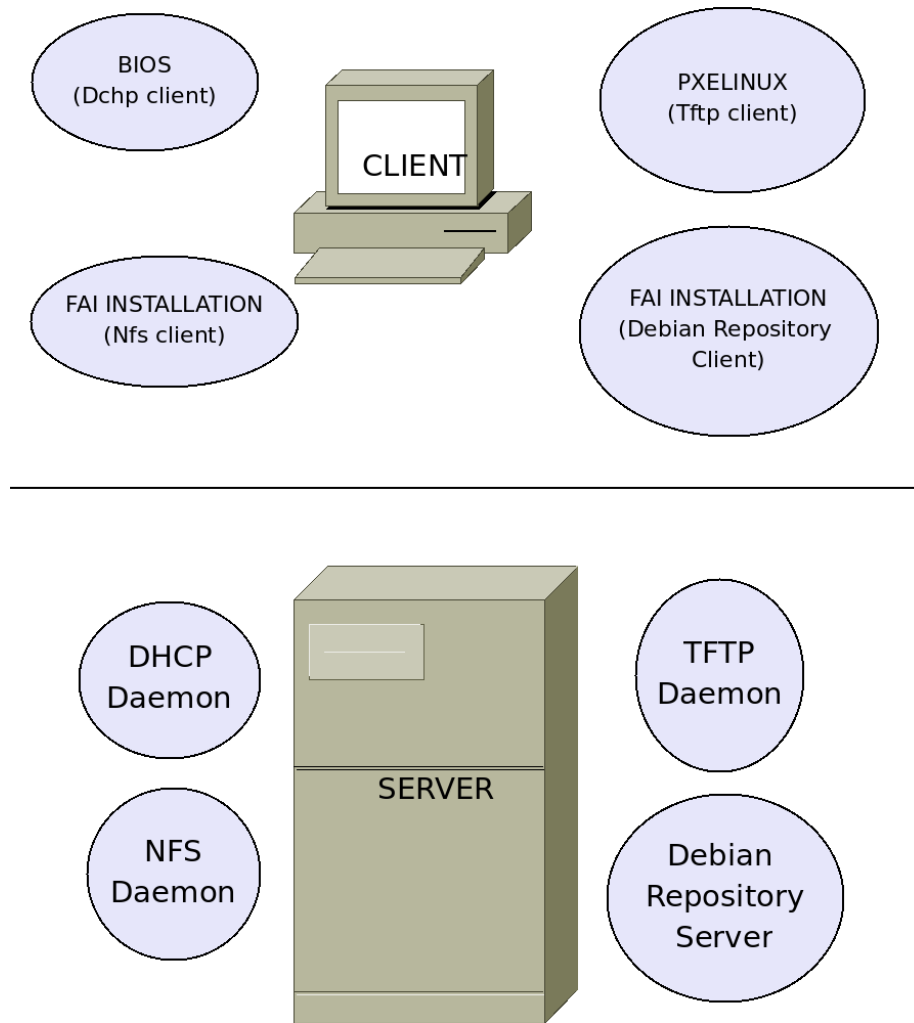 BIOS
(Dchp client)
PXELINUX
(Tftp client)
CLIENT
FAI INSTALLATION
(Nfs client)
FAI INSTALLATION
(Debian Repository
Client)
DHCP
Daemon
TFTP
Daemon
SERVER
NFS
Daemon
Debian
Repository
Server